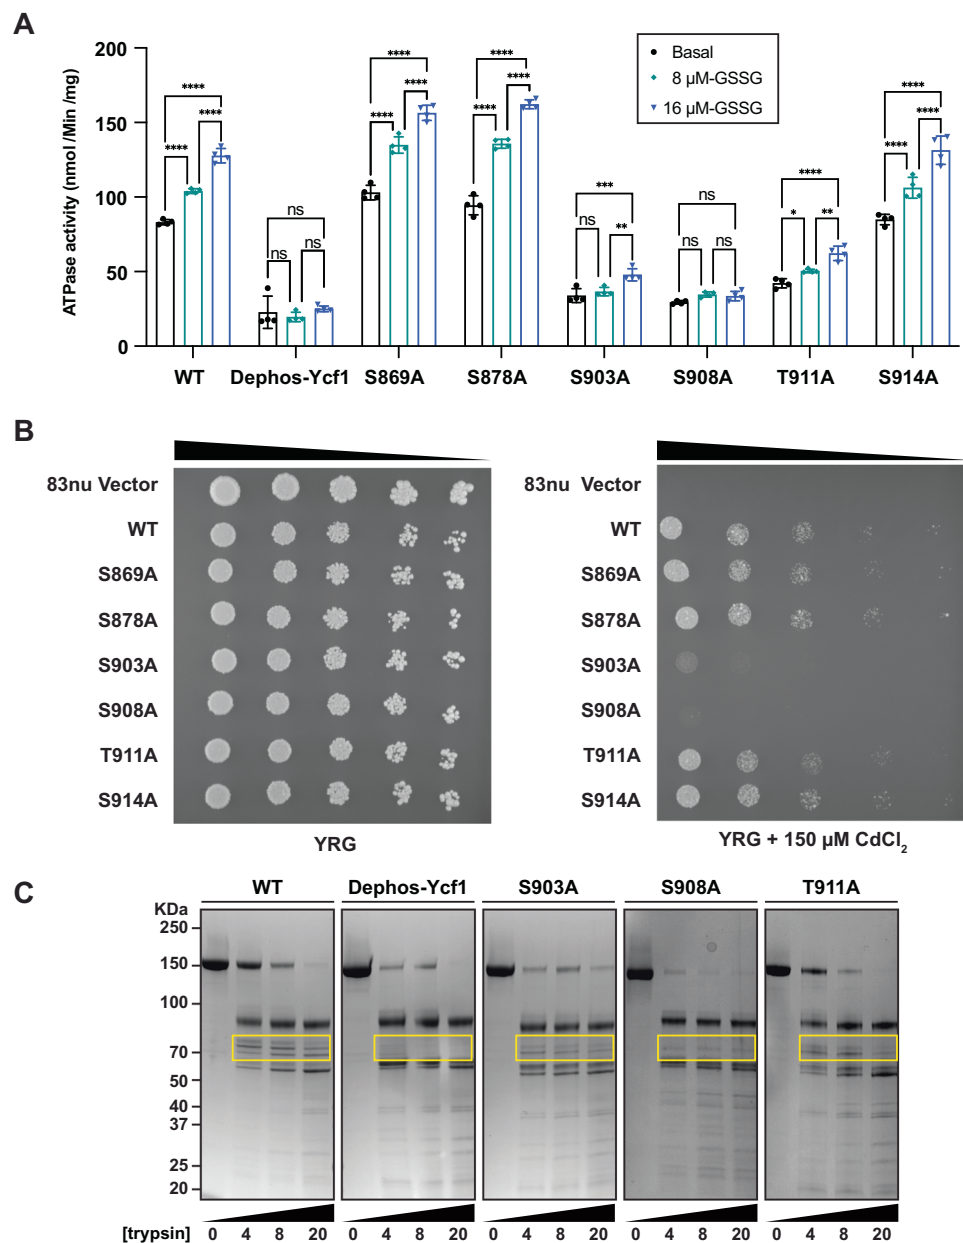 A
ATPase activity (nmol /Min /mg)
200
150
100
50
0
Basal
8 µM-GSSG
16 µM-GSSG
**** **** ****
ns ns ns
**** **** ****
**** **** ****
*** ns **
ns ns ns
**** * **
**** **** ****
WT Dephos-Ycf1 S869A S878A S903A S908A T911A S914A
B
83nu Vector
WT
S869A
S878A
S903A
S908A
T911A
S914A
YRG
83nu Vector
WT
S869A
S878A
S903A
S908A
T911A
S914A
YRG + 150 µM CdCl₂
C
WT Dephos-Ycf1 S903A S908A T911A
KDa
250
150
100
70
50
40
37
25
20
[trypsin] 0 4 8 20 0 4 8 20 0 4 8 20 0 4 8 20 0 4 8 20